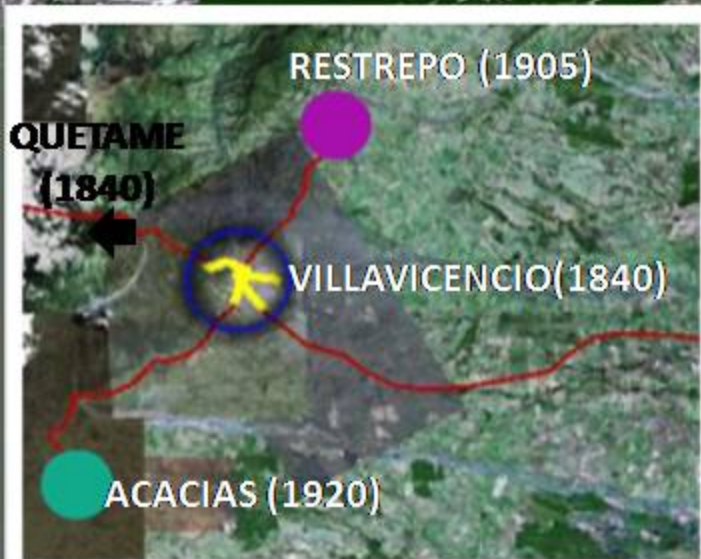 RESTREPO (1905)
QUETAME
(1840)
VILLAVICENCIO(1840)
ACACIAS (1920)